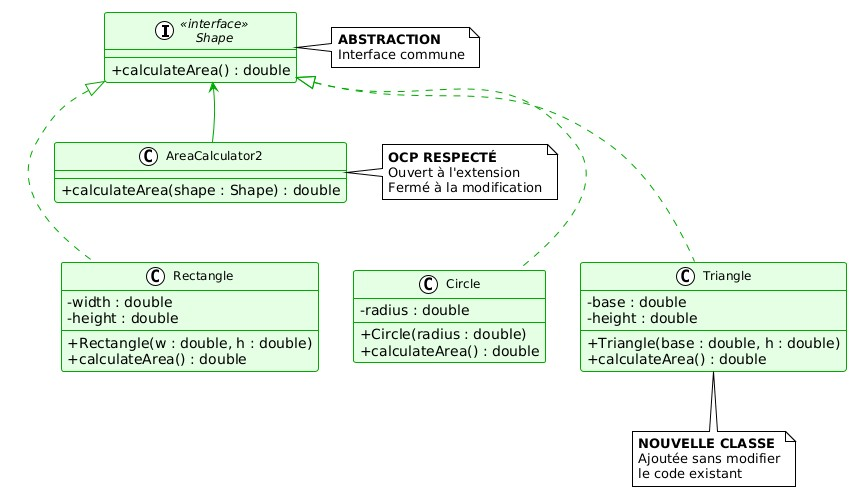 I «interface»
Shape
+calculateArea() : double
ABSTRACTION
Interface commune
C AreaCalculator2
+calculateArea(shape : Shape) : double
OCP RESPECTÉ
Ouvert à l'extension
Fermé à la modification
C Rectangle
-width : double
-height : double
+Rectangle(w : double, h : double)
+calculateArea() : double
C Circle
-radius : double
+Circle(radius : double)
+calculateArea() : double
C Triangle
-base : double
-height : double
+Triangle(base : double, h : double)
+calculateArea() : double
NOUVELLE CLASSE
Ajoutée sans modifier
le code existant